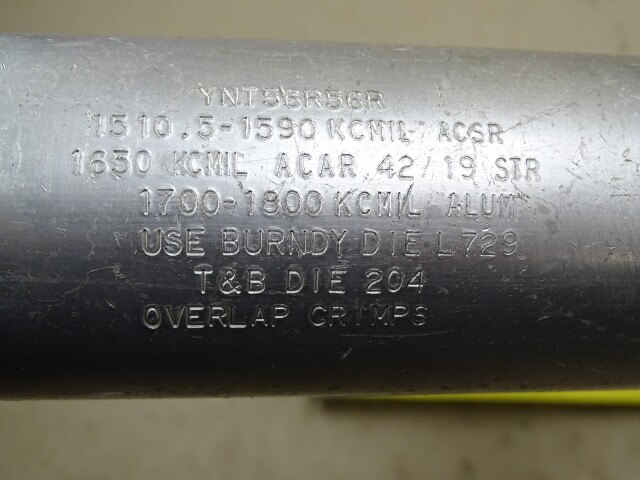 YNT56R56R
1510.5-1590 KCMIL ACSR
1650 KCMIL ACAR 42/19 STR
1700-1800 KCMIL ALUM
USE BURNDY DIE L729
T&B DIE 204
OVERLAP CRIMPS